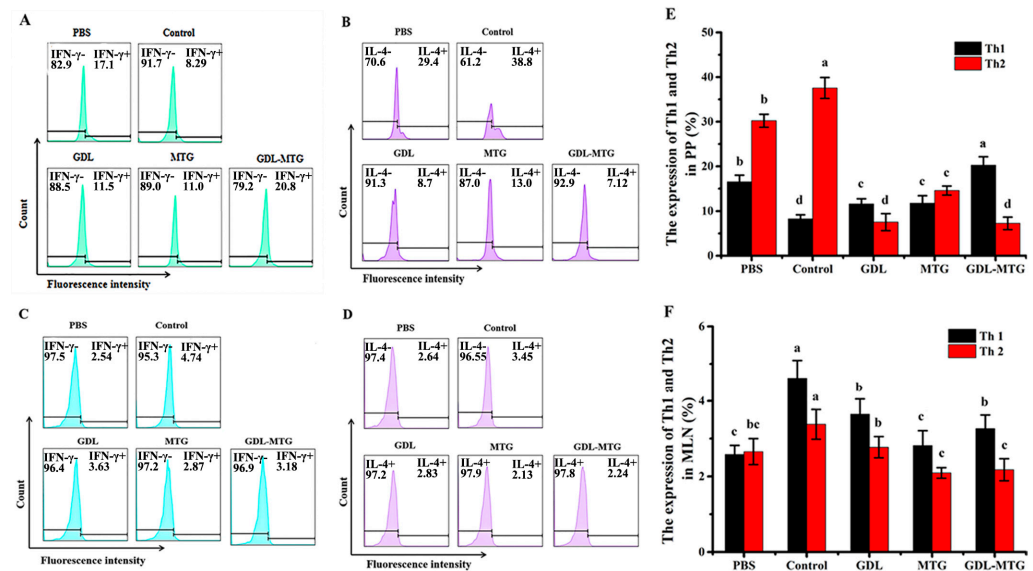 A
PBS Control
IFN-γ- IFN-γ+ IFN-γ- IFN-γ+
82.9 17.1 91.7 8.29
GDL MTG GDL-MTG
IFN-γ- IFN-γ+ IFN-γ- IFN-γ+ IFN-γ- IFN-γ+
88.5 11.5 89.0 11.0 79.2 20.8
Count
Fluorescence intensity
B
PBS Control
IL-4- IL-4+ IL-4- IL-4+
70.6 29.4 61.2 38.8
GDL MTG GDL-MTG
IL-4- IL-4+ IL-4- IL-4+ IL-4- IL-4+
91.3 8.7 87.0 13.0 92.9 7.12
Count
Fluorescence intensity
E
The expression of Th1 and Th2
in PP (%)
50
40
30
20
10
0
Th1
Th2
b b d a c d c c a d
PBS Control GDL MTG GDL-MTG
C
PBS Control
IFN-γ- IFN-γ+ IFN-γ- IFN-γ+
97.5 2.54 95.3 4.74
GDL MTG GDL-MTG
IFN-γ- IFN-γ+ IFN-γ- IFN-γ+ IFN-γ- IFN-γ+
96.4 3.63 97.2 2.87 96.9 3.18
Count
Fluorescence intensity
D
PBS Control
IL-4- IL-4+ IL-4- IL-4+
97.4 2.64 96.55 3.45
GDL MTG GDL-MTG
IL-4+ IL-4+ IL-4+ IL-4+ IL-4+ IL-4+
97.2 2.83 97.9 2.13 97.8 2.24
Count
Fluorescence intensity
F
The expression of Th1 and Th2
in MLN (%)
6
4
2
0
Th 1
Th 2
c bc a a b b c c b c
PBS Control GDL MTG GDL-MTG